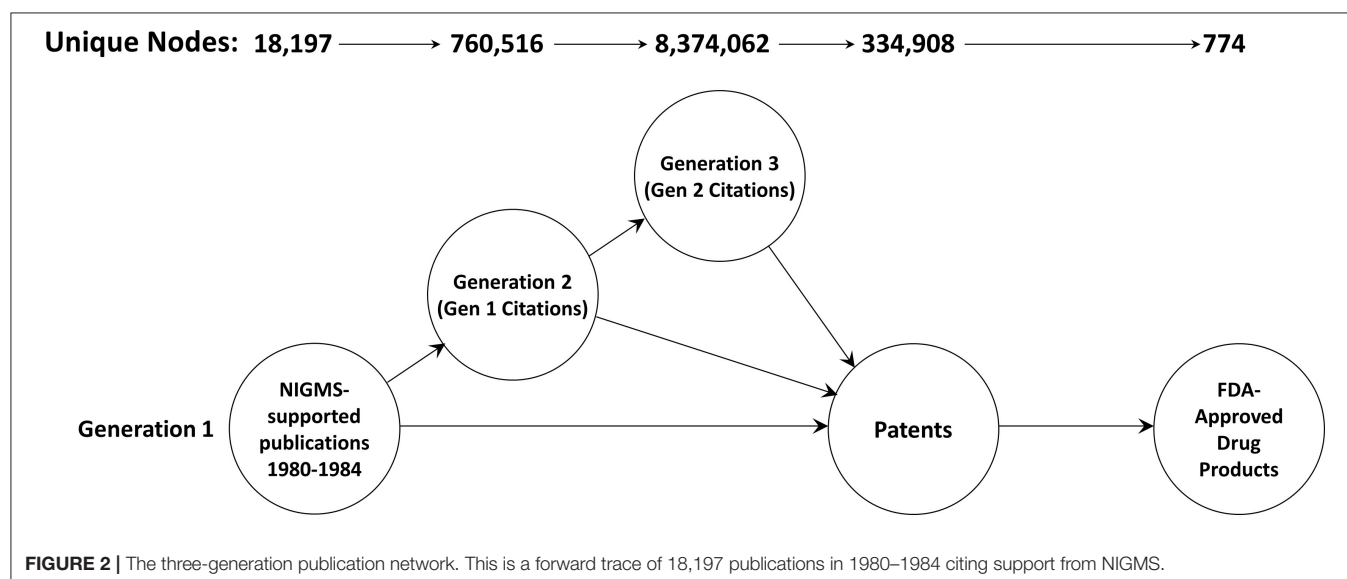 Unique Nodes: 18,197 760,516 8,374,062 334,908 774
Generation 3
(Gen 2 Citations)
Generation 2
(Gen 1 Citations)
Generation 1
NIGMS-
supported
publications
1980-1984
Patents
FDA-
Approved
Drug
Products
FIGURE 2 | The three-generation publication network. This is a forward trace of 18,197 publications in 1980–1984 citing support from NIGMS.